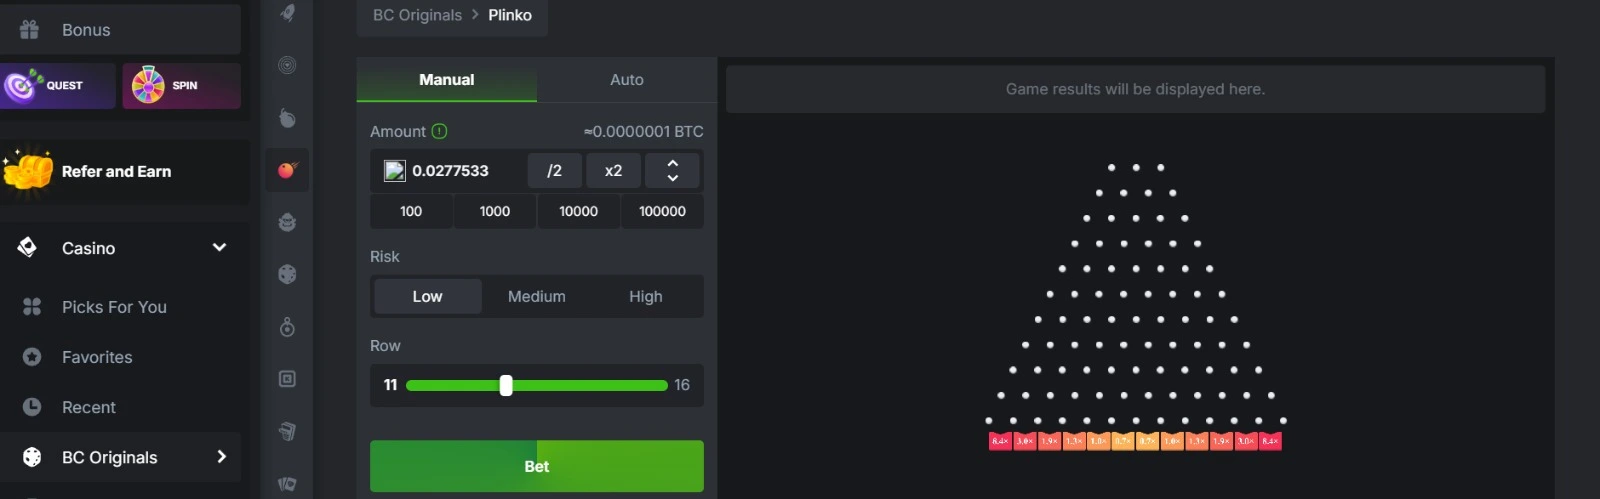 Bonus
QUEST
SPIN
Refer and Earn
Casino
Picks For You
Favorites
Recent
BC Originals
BC Originals > Plinko
Manual Auto
Amount ≈0.0000001 BTC
0.0277533 /2 x2
100 1000 10000 100000
Risk
Low Medium High
Row
11 16
Bet
Game results will be displayed here.
8.4× 3.0× 1.9× 1.3× 1.0× 0.7× 0.7× 1.0× 1.3× 1.9× 3.0× 8.4×